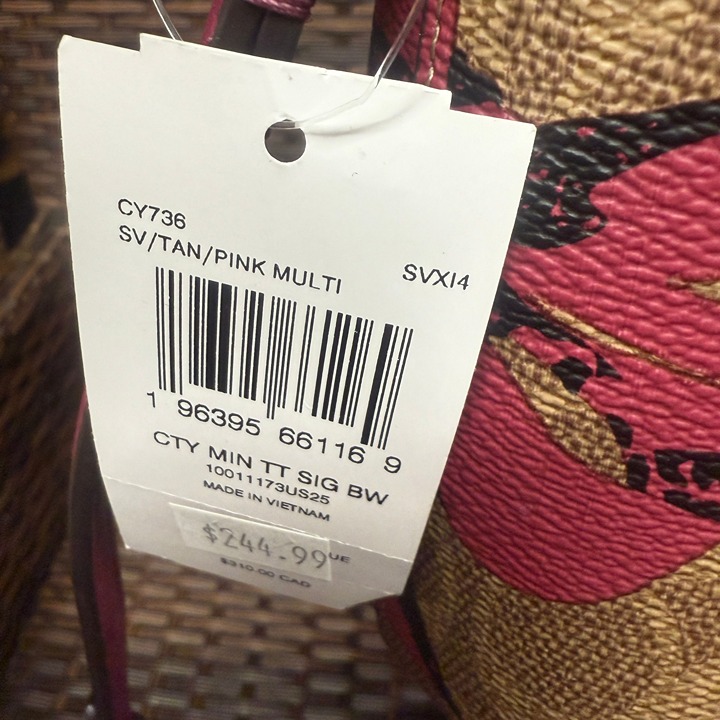 CY736
SV/TAN/PINK MULTI SVXI4
1 96395 66116 9
CTY MIN TT SIG BW
10011173US25
MADE IN VIETNAM
$244.99 UE
$310.00 CAD